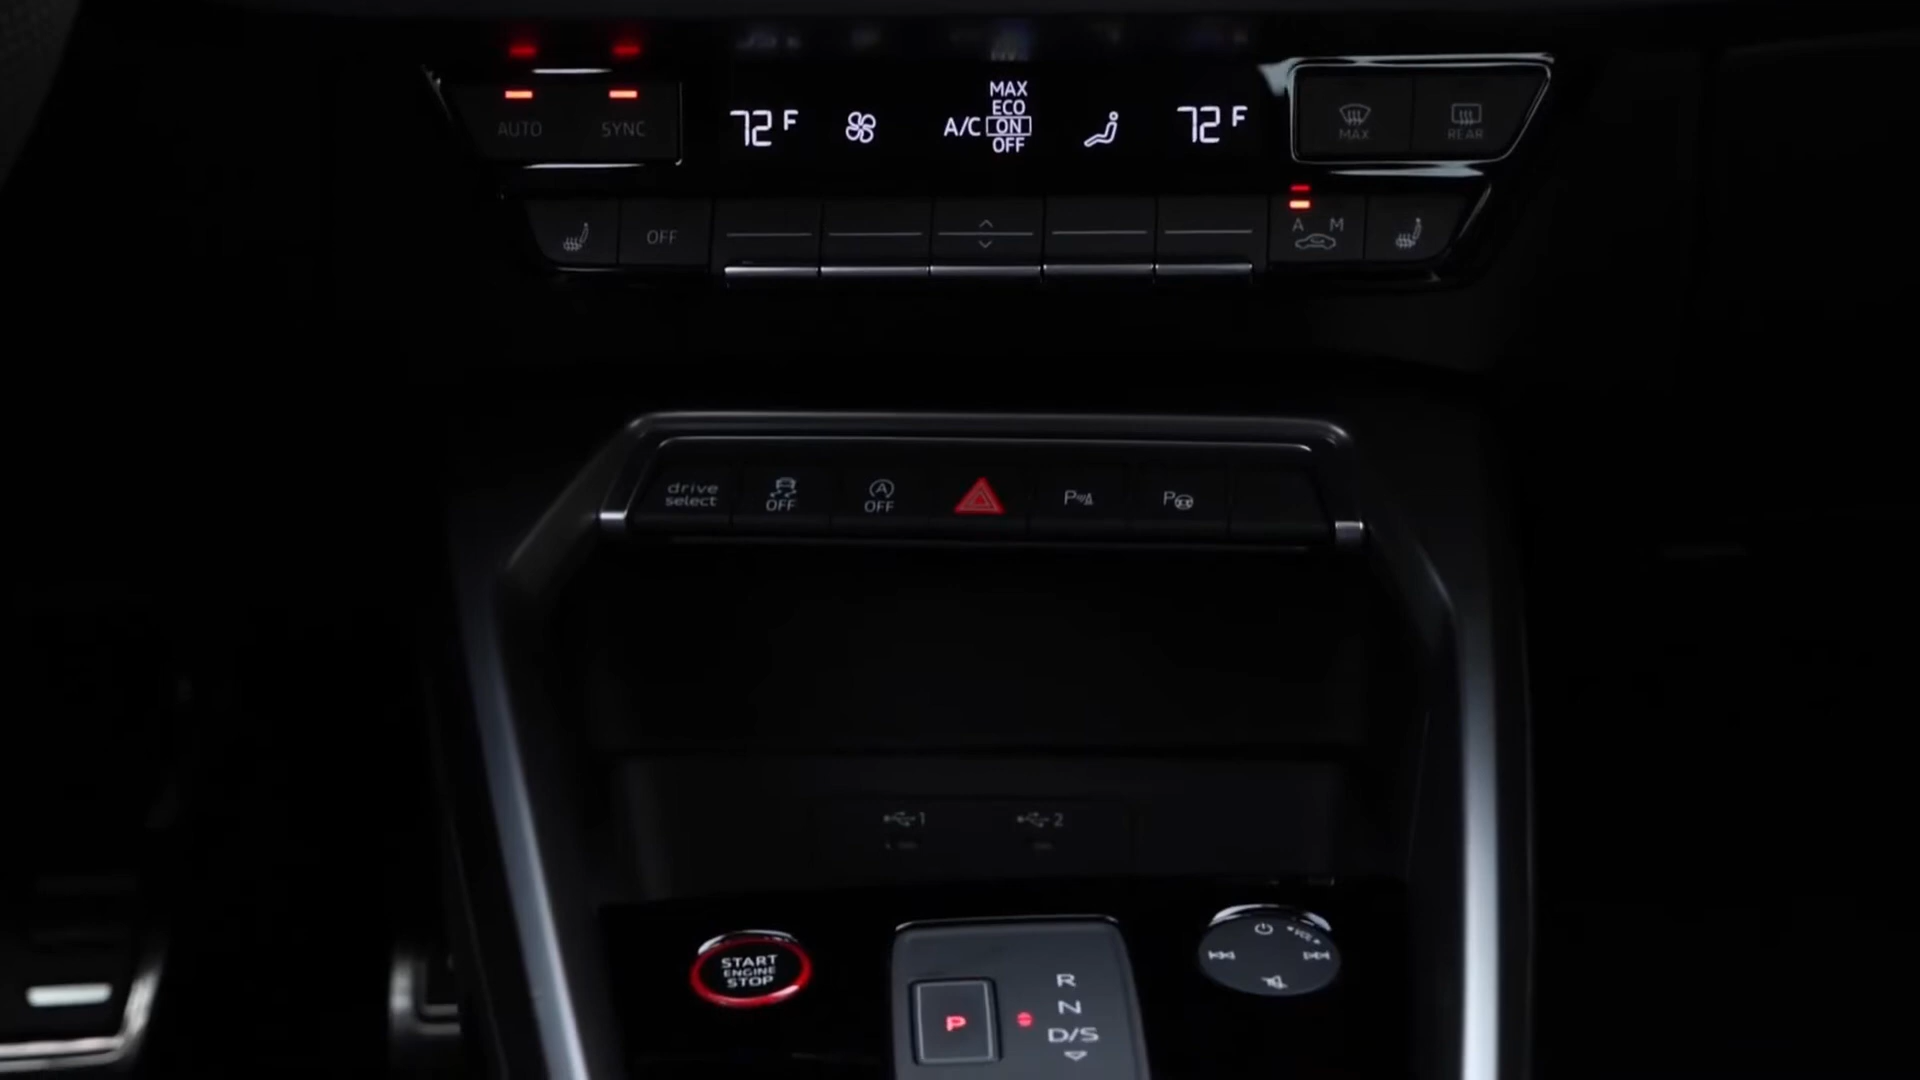 AUTO
SYNC
72 F
A/C
MAX
ECO
ON
OFF
72 F
MAX
REAR
OFF
A
M
drive
select
OFF
A
OFF
P
P
1
2
START
ENGINE
STOP
P
R
N
D/S
VOL